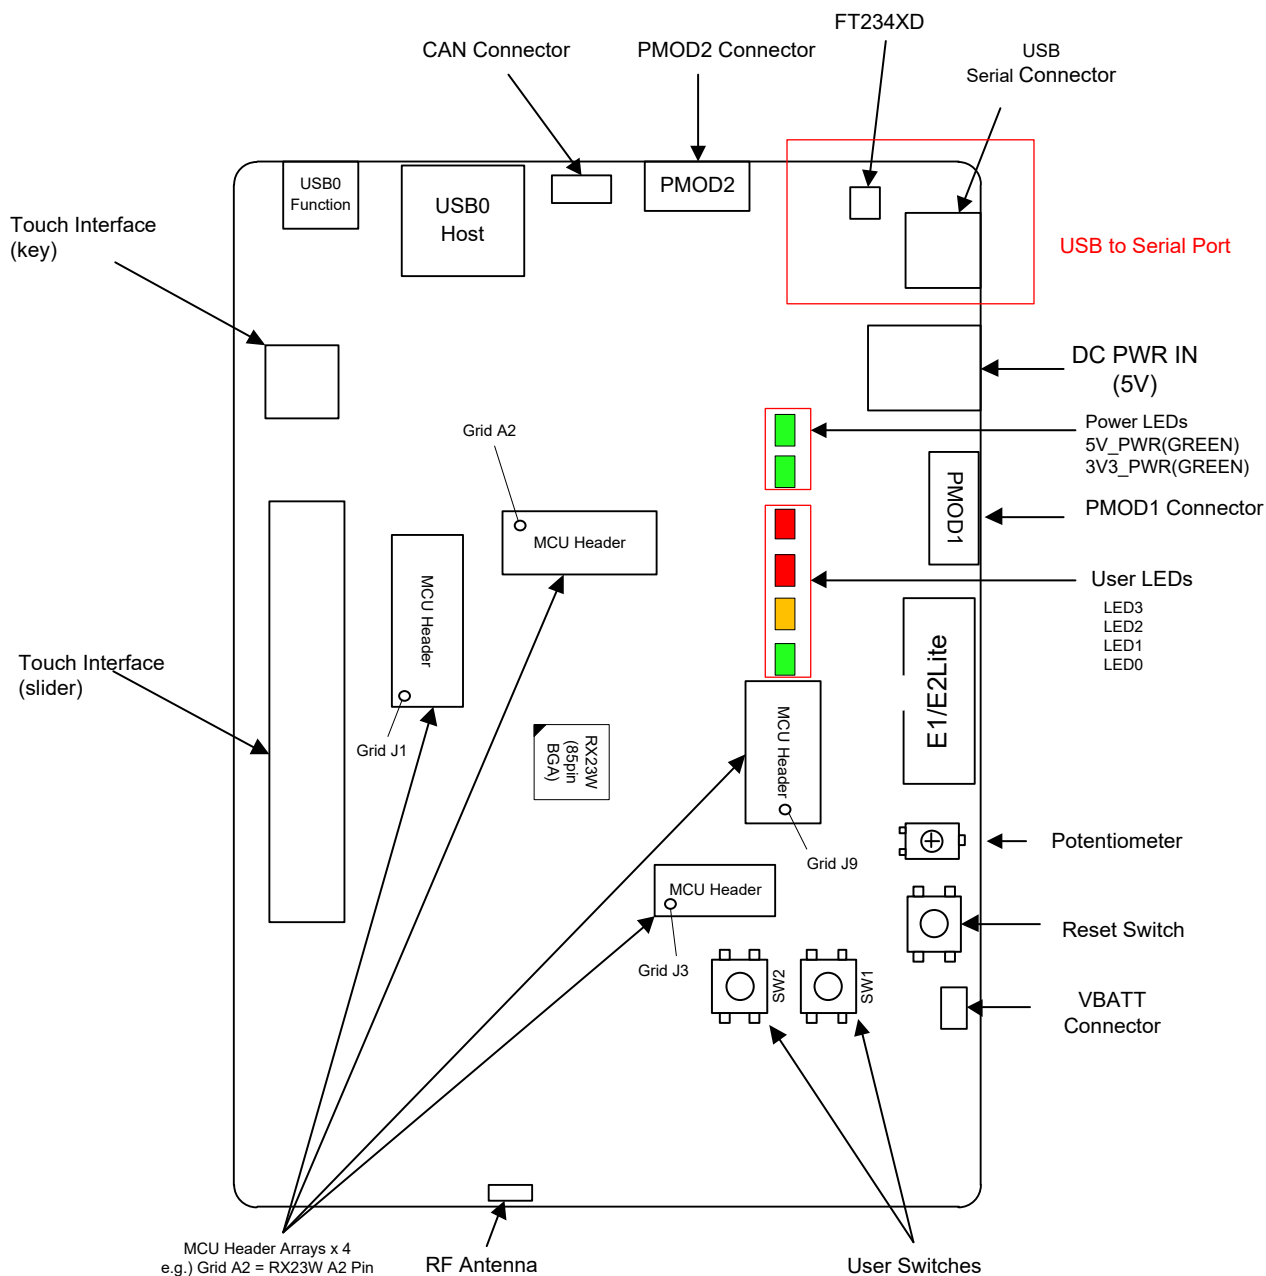 FT234XD
CAN Connector
PMOD2 Connector
USB
Serial Connector
USB0
Function
USB0
Host
PMOD2
Touch Interface
(key)
USB to Serial Port
DC PWR IN
(5V)
Grid A2
Power LEDs
5V_PWR(GREEN)
3V3_PWR(GREEN)
PMOD1
PMOD1 Connector
MCU Header
MCU Header
User LEDs
LED3
LED2
LED1
LED0
Touch Interface
(slider)
E1/E2Lite
Grid J1
RX23W
(85pin
BGA)
MCU Header
Grid J9
Potentiometer
MCU Header
Reset Switch
Grid J3
SW2
SW1
VBATT
Connector
MCU Header Arrays x 4
e.g.) Grid A2 = RX23W A2 Pin
RF Antenna
User Switches